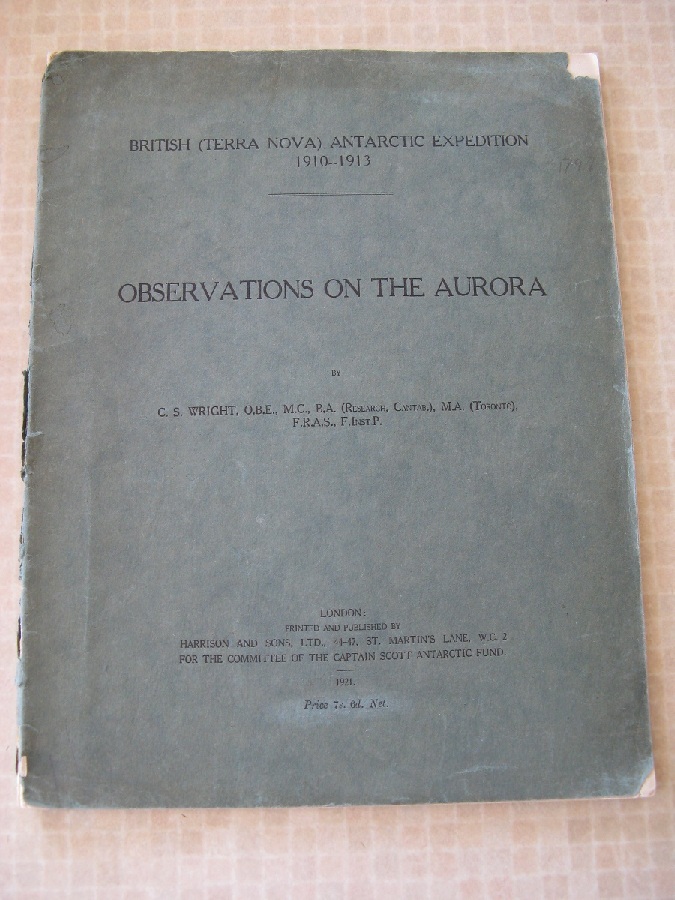 BRITISH (TERRA NOVA) ANTARCTIC EXPEDITION
1910–1913
OBSERVATIONS ON THE AURORA
BY
C. S. WRIGHT, O.B.E., M.C., B.A. (Research, Cantab.), M.A. (Toronto),
F.R.A.S., F.Inst.P.
LONDON:
PRINTED AND PUBLISHED BY
HARRISON AND SONS, LTD., 44–47, ST. MARTIN'S LANE, W.C. 2
FOR THE COMMITTEE OF THE CAPTAIN SCOTT ANTARCTIC FUND
1921.
Price 7s. 6d. Net.